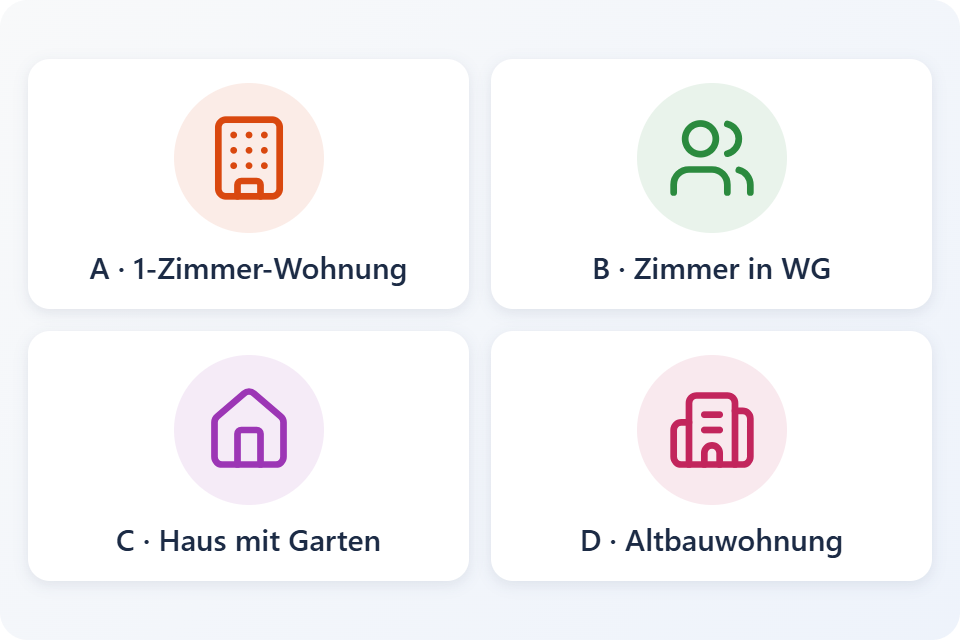 A · 1-Zimmer-Wohnung
B · Zimmer in WG
C · Haus mit Garten
D · Altbauwohnung